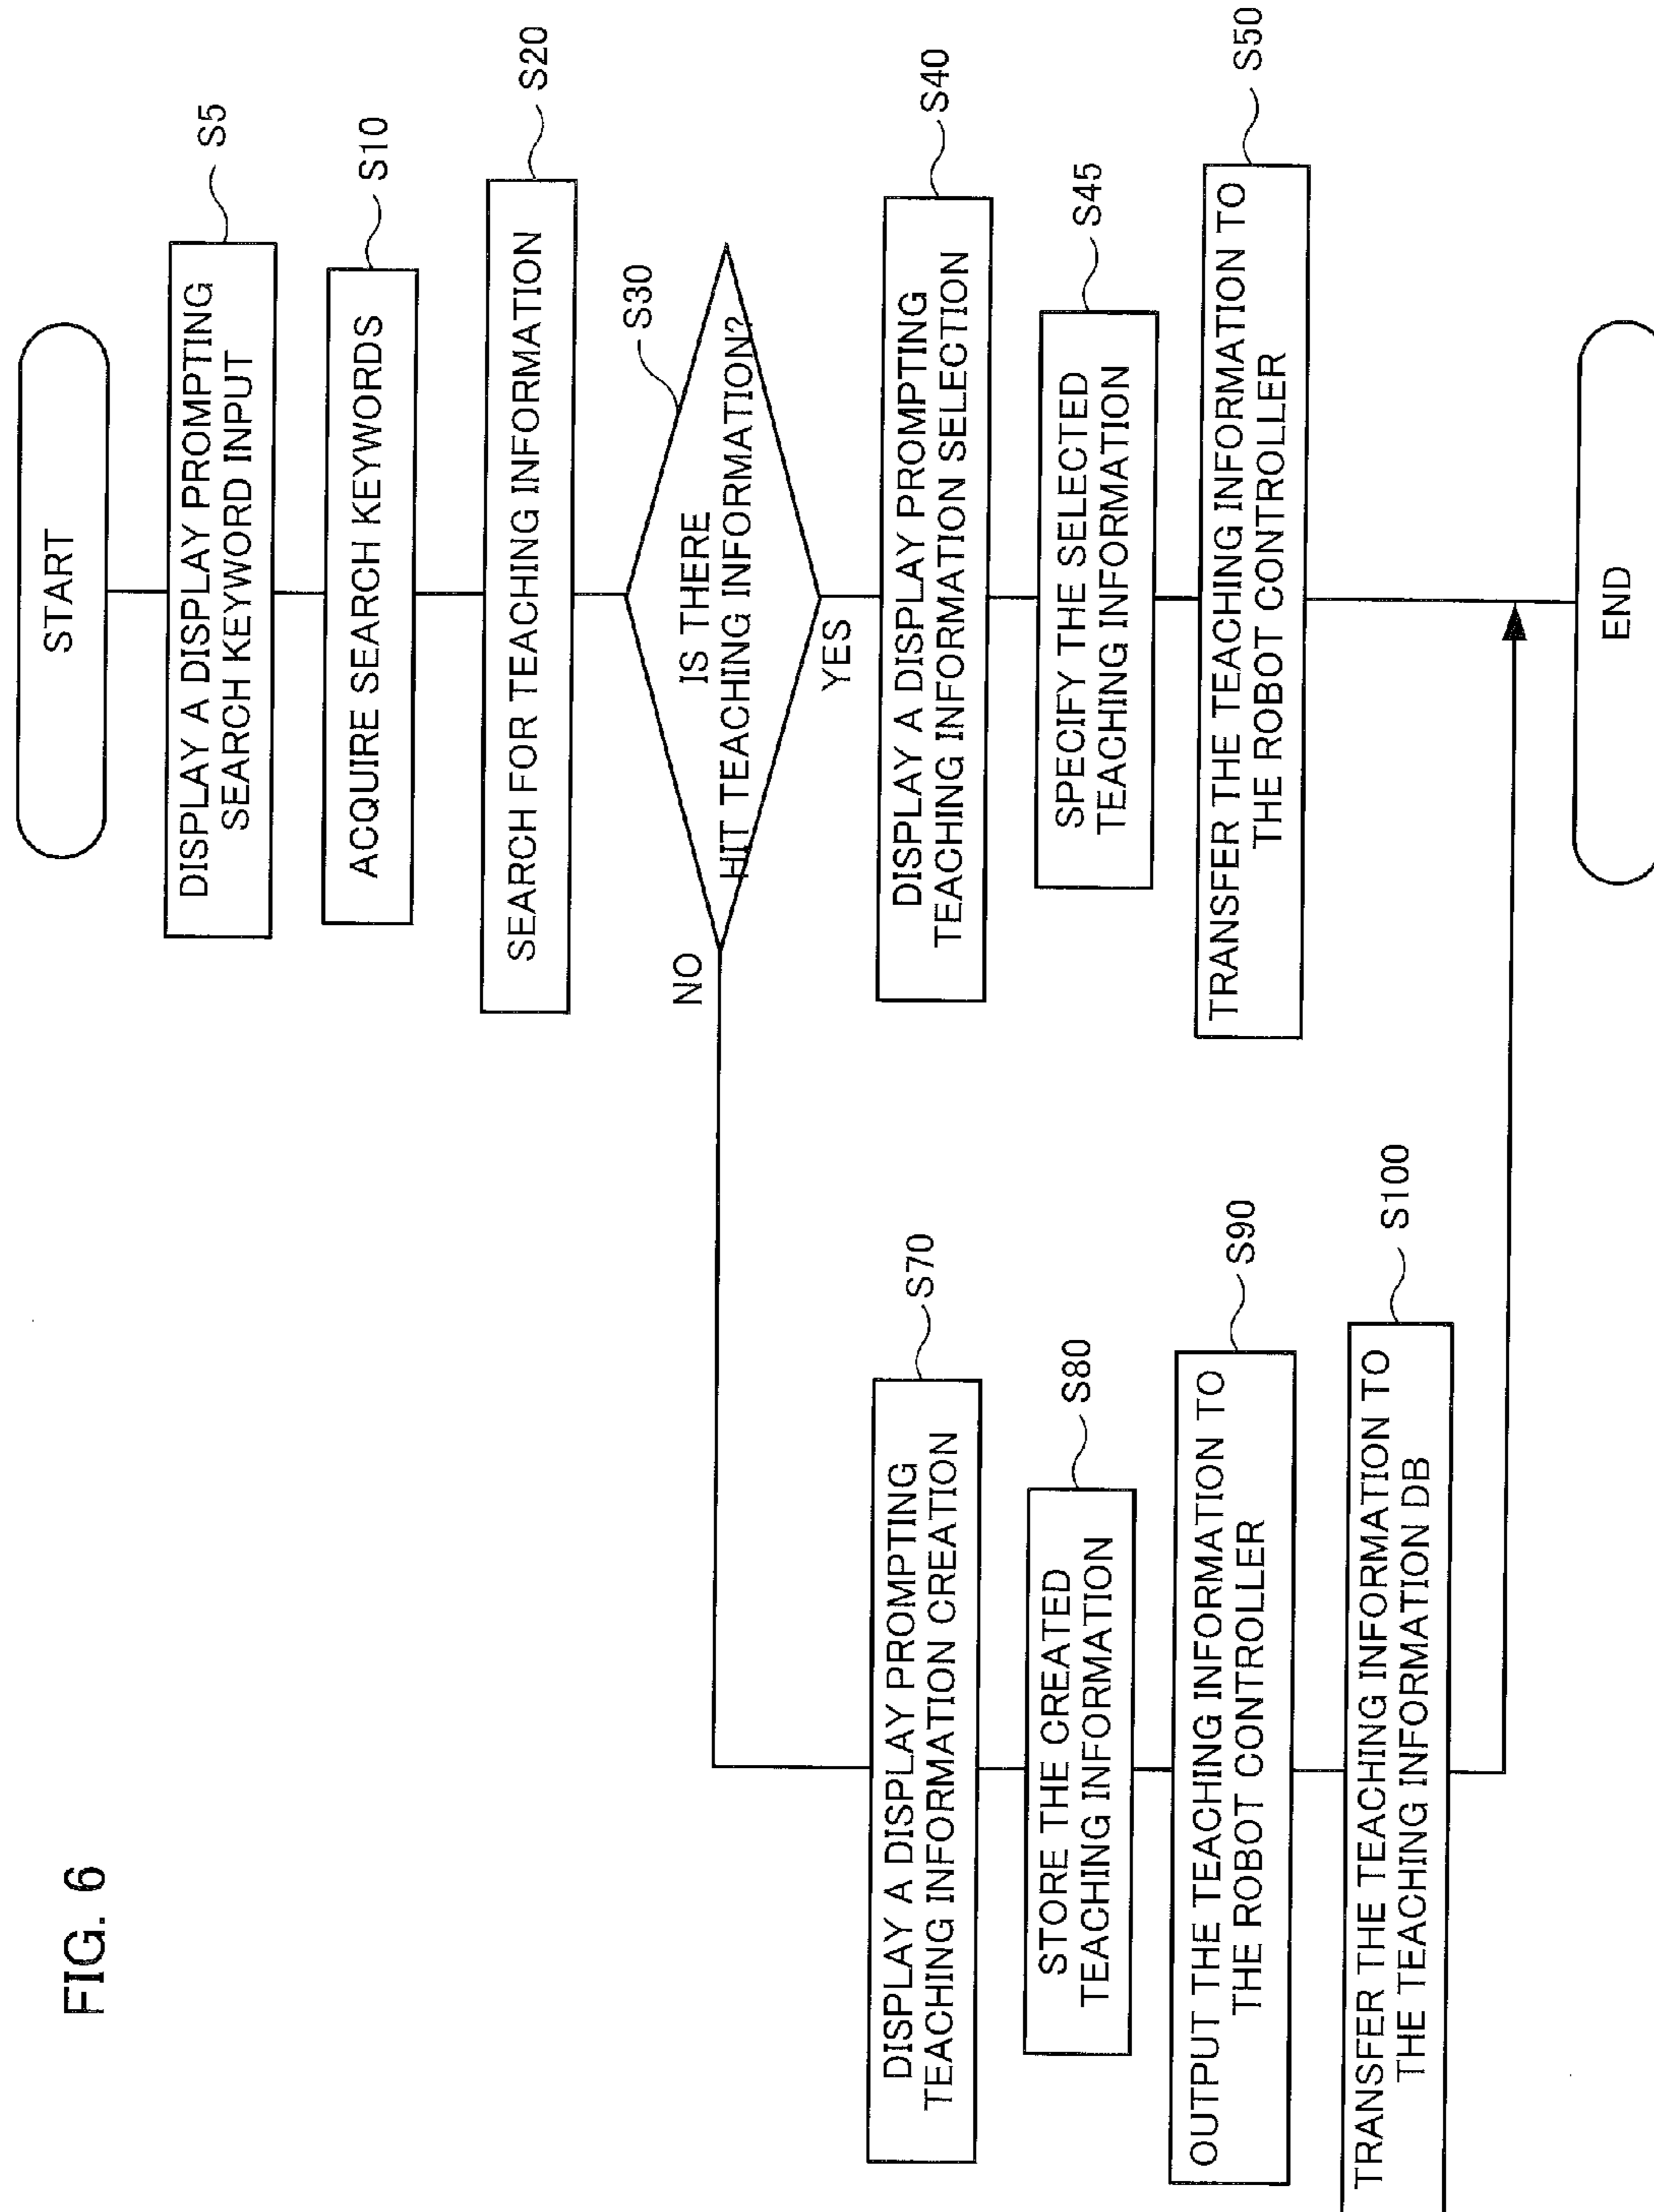 FIG. 6
START
DISPLAY A DISPLAY PROMPTING
SEARCH KEYWORD INPUT
S5
ACQUIRE SEARCH KEYWORDS
S10
SEARCH FOR TEACHING INFORMATION
S20
IS THERE
HIT TEACHING INFORMATION?
S30
NO
YES
DISPLAY A DISPLAY PROMPTING
TEACHING INFORMATION SELECTION
S40
SPECIFY THE SELECTED
TEACHING INFORMATION
S45
TRANSFER THE TEACHING INFORMATION TO
THE ROBOT CONTROLLER
S50
DISPLAY A DISPLAY PROMPTING
TEACHING INFORMATION CREATION
S70
STORE THE CREATED
TEACHING INFORMATION
S80
OUTPUT THE TEACHING INFORMATION TO
THE ROBOT CONTROLLER
S90
TRANSFER THE TEACHING INFORMATION TO
THE TEACHING INFORMATION DB
S100
END